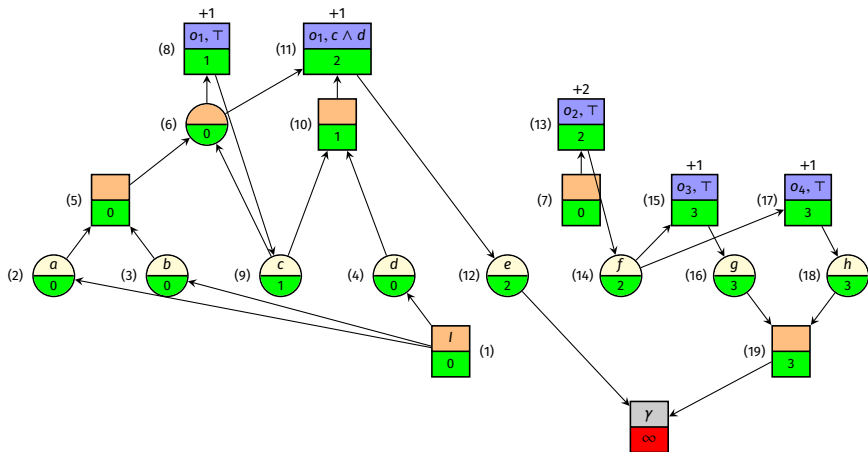 +1 +1
(8) o₁, ⊤ (11) o₁, c ∧ d
1 2
+2
(13) o₂, ⊤
2
(6) 0 (10) 1
+1 +1
(5) 0 (7) 0 (15) o₃, ⊤ (17) o₄, ⊤
3 3
(2) a (3) b (9) c (4) d (12) e (14) f (16) g (18) h
0 0 1 0 2 2 3 3
I (1) (19)
0 3
γ
∞